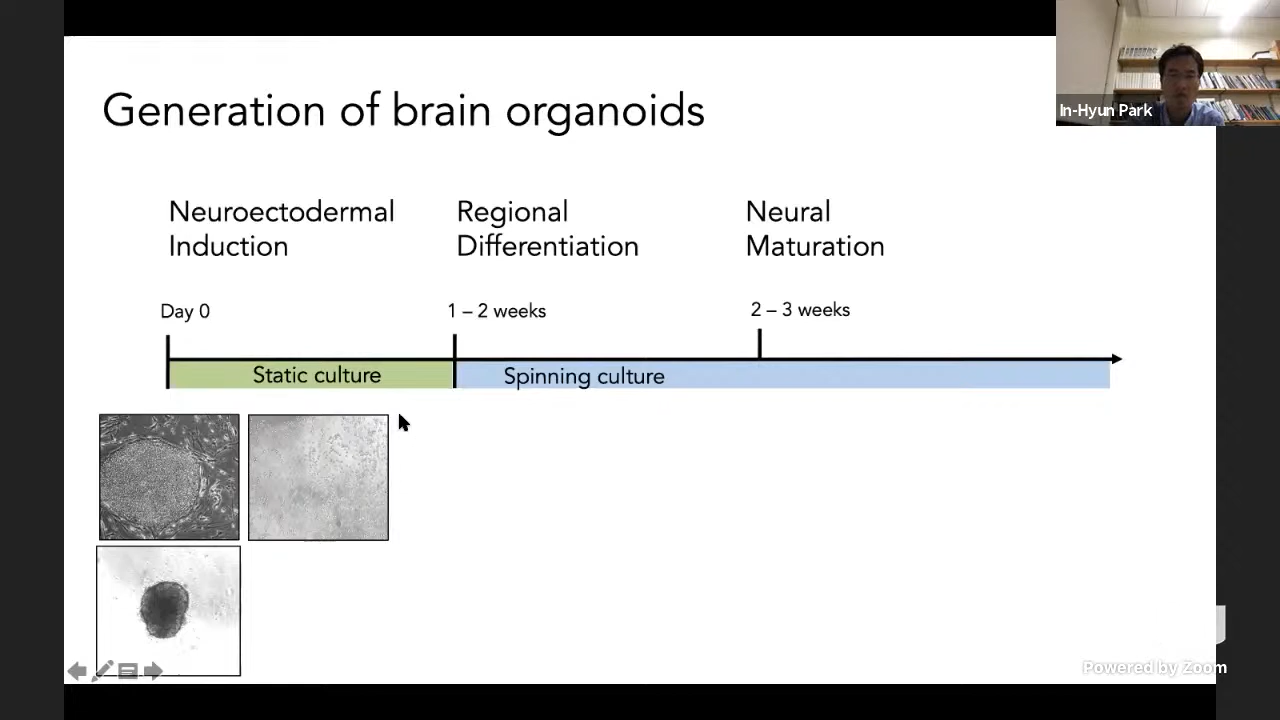 Generation of brain organoids
In-Hyun Park
Neuroectodermal
Induction
Regional
Differentiation
Neural
Maturation
Day 0
1 – 2 weeks
2 – 3 weeks
Static culture
Spinning culture
Powered by Zoom